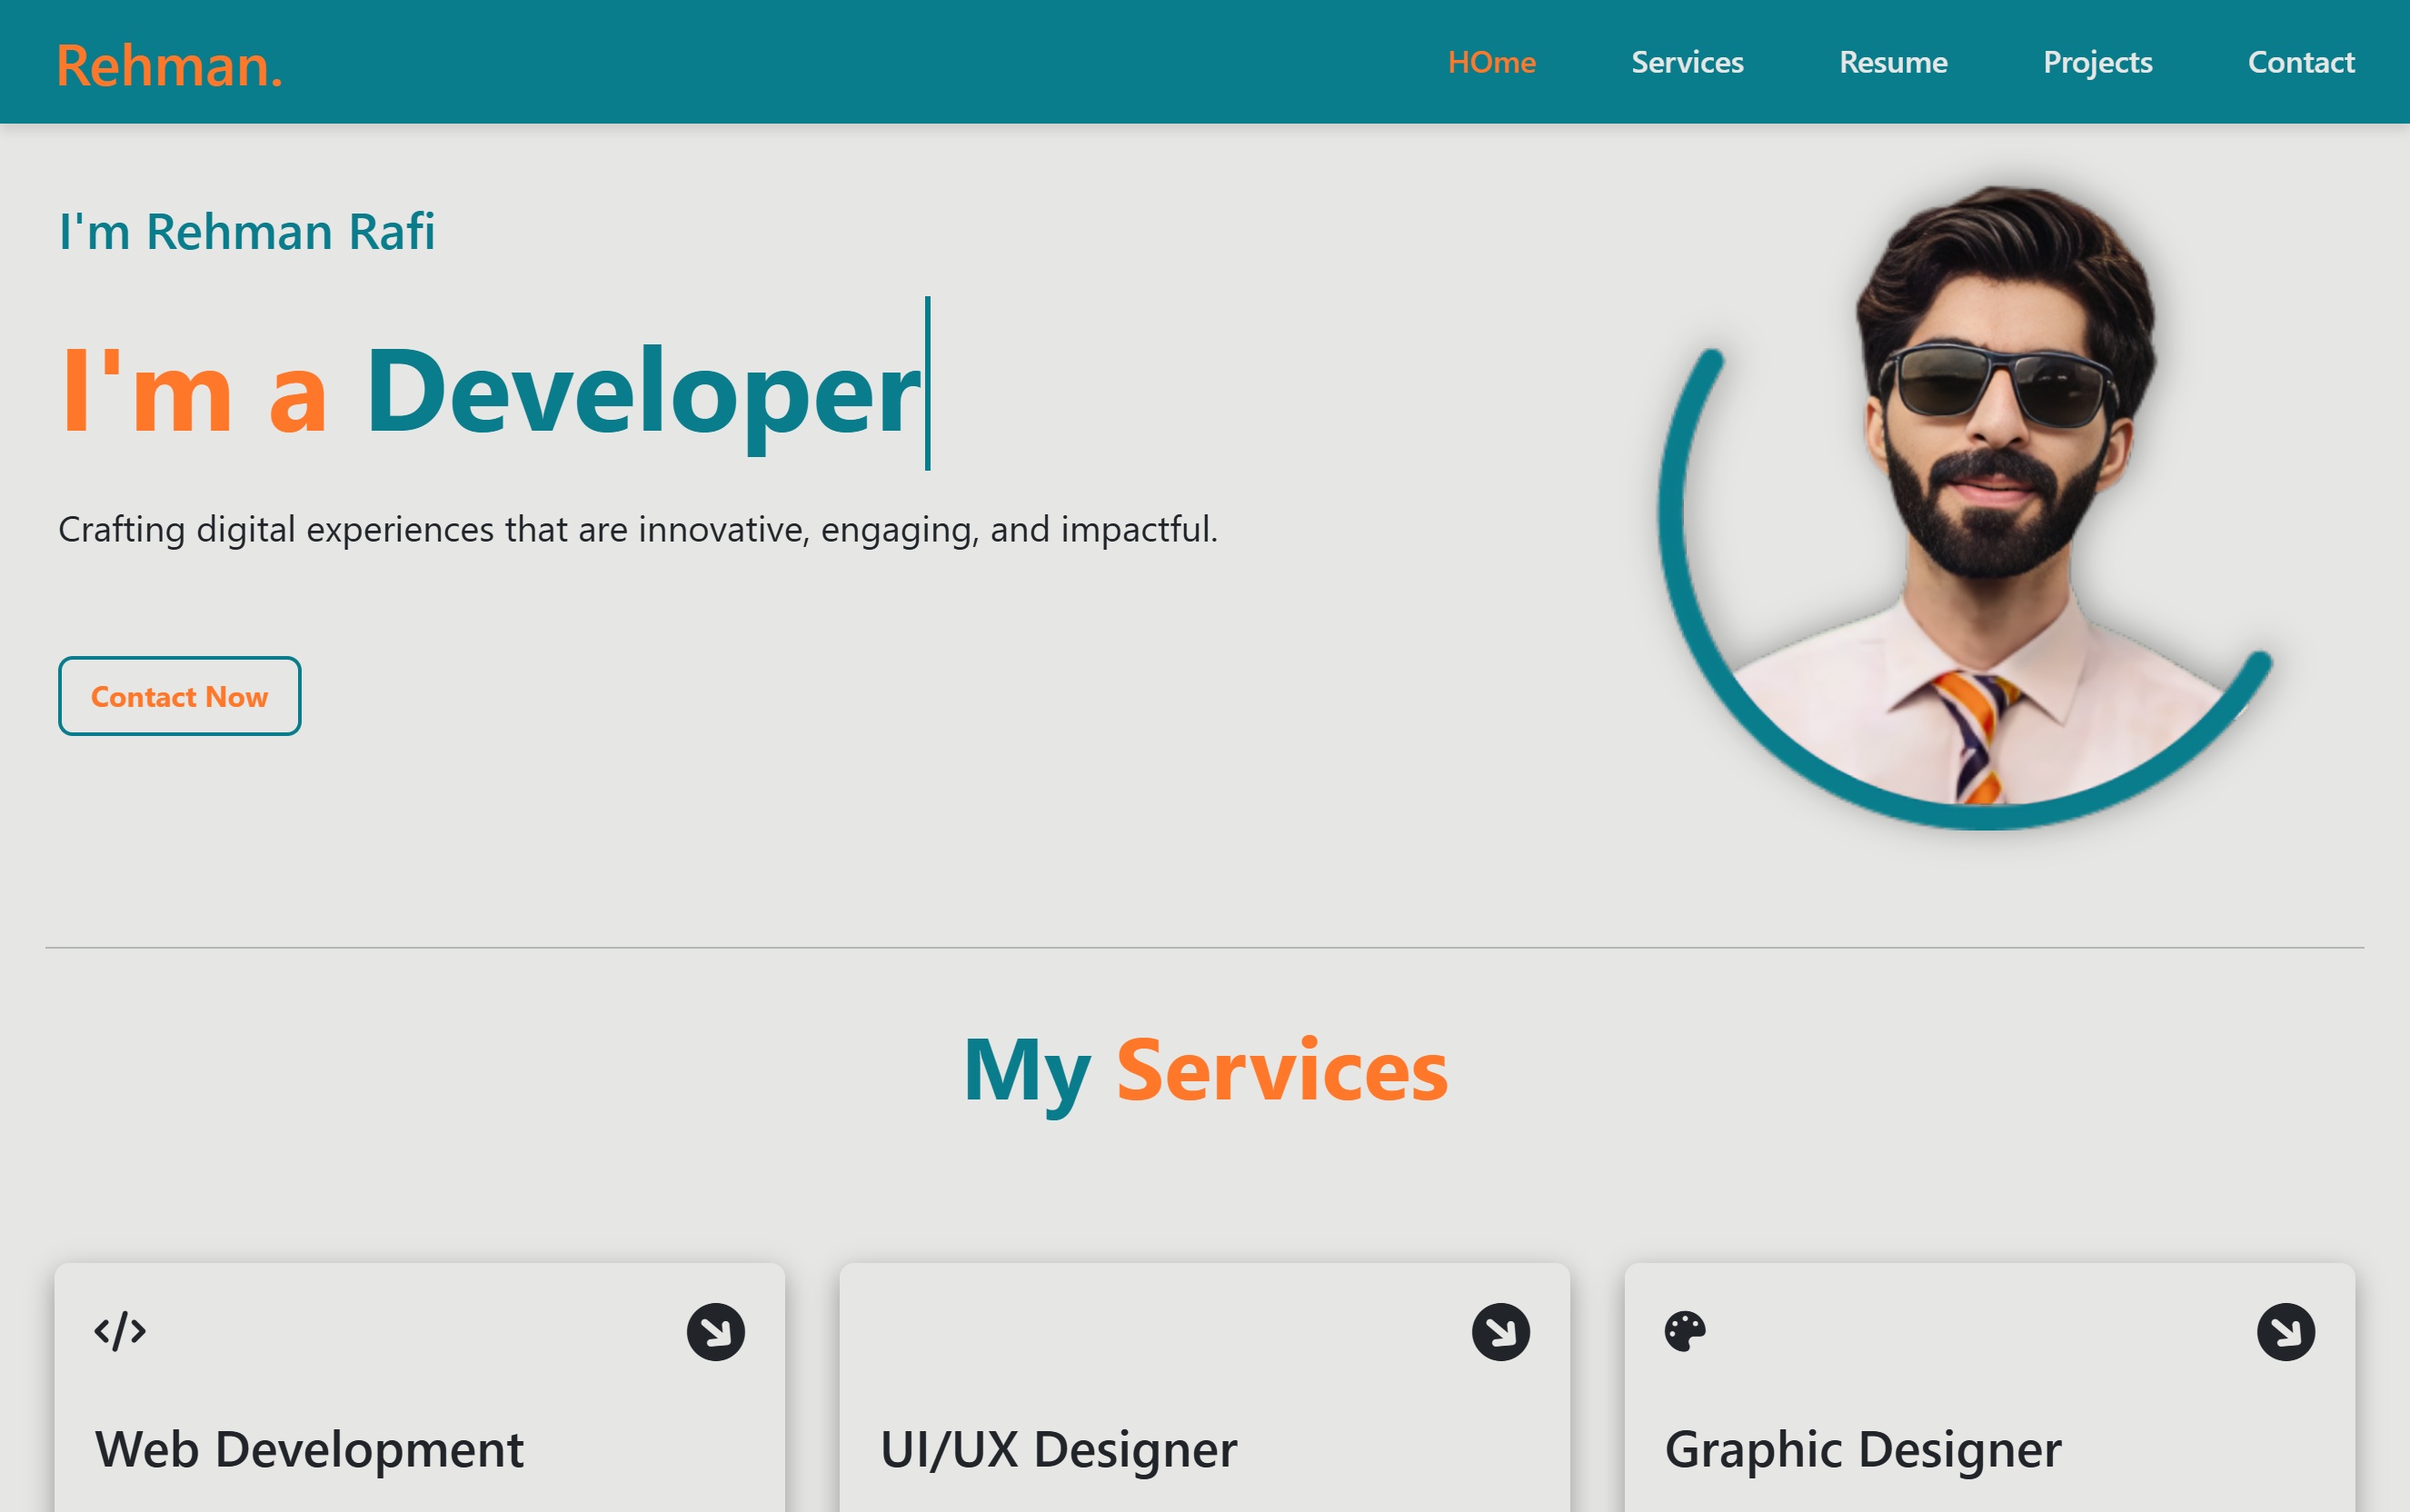 Rehman.
HOme Services Resume Projects Contact
I'm Rehman Rafi
I'm a Developer
Crafting digital experiences that are innovative, engaging, and impactful.
Contact Now
My Services
Web Development
UI/UX Designer
Graphic Designer